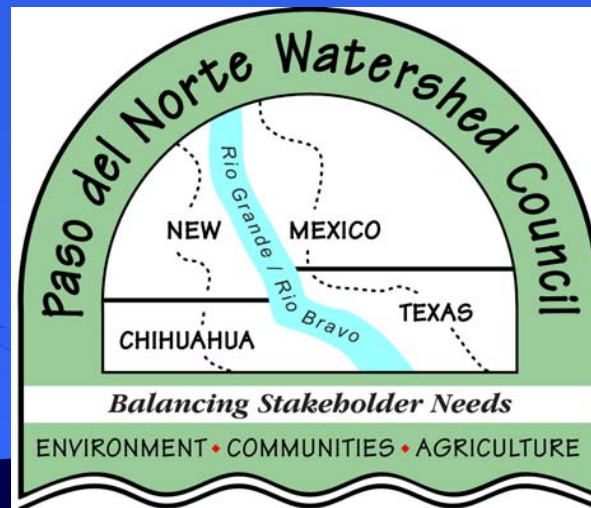 Paso del Norte Watershed Council
Rio Grande / Rio Bravo
NEW MEXICO
CHIHUAHUA
TEXAS
Balancing Stakeholder Needs
ENVIRONMENT ♦ COMMUNITIES ♦ AGRICULTURE